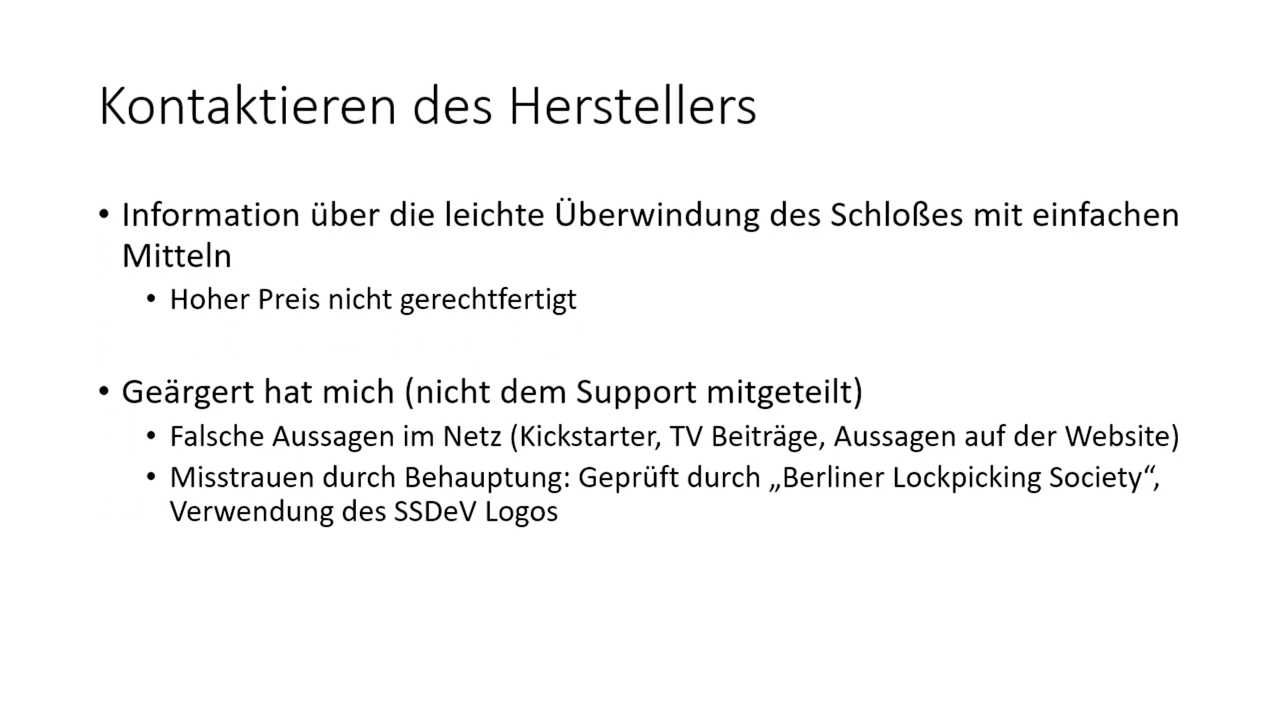 Kontaktieren des Herstellers
• Information über die leichte Überwindung des Schloßes mit einfachen
Mitteln
• Hoher Preis nicht gerechtfertigt
• Geärgert hat mich (nicht dem Support mitgeteilt)
• Falsche Aussagen im Netz (Kickstarter, TV Beiträge, Aussagen auf der Website)
• Misstrauen durch Behauptung: Geprüft durch „Berliner Lockpicking Society“,
Verwendung des SSDeV Logos